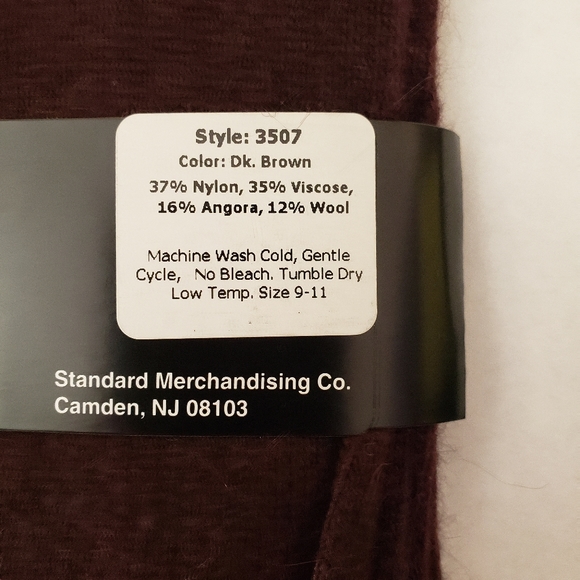 Style: 3507
Color: Dk. Brown
37% Nylon, 35% Viscose,
16% Angora, 12% Wool
Machine Wash Cold, Gentle
Cycle, No Bleach. Tumble Dry
Low Temp. Size 9-11
Standard Merchandising Co.
Camden, NJ 08103